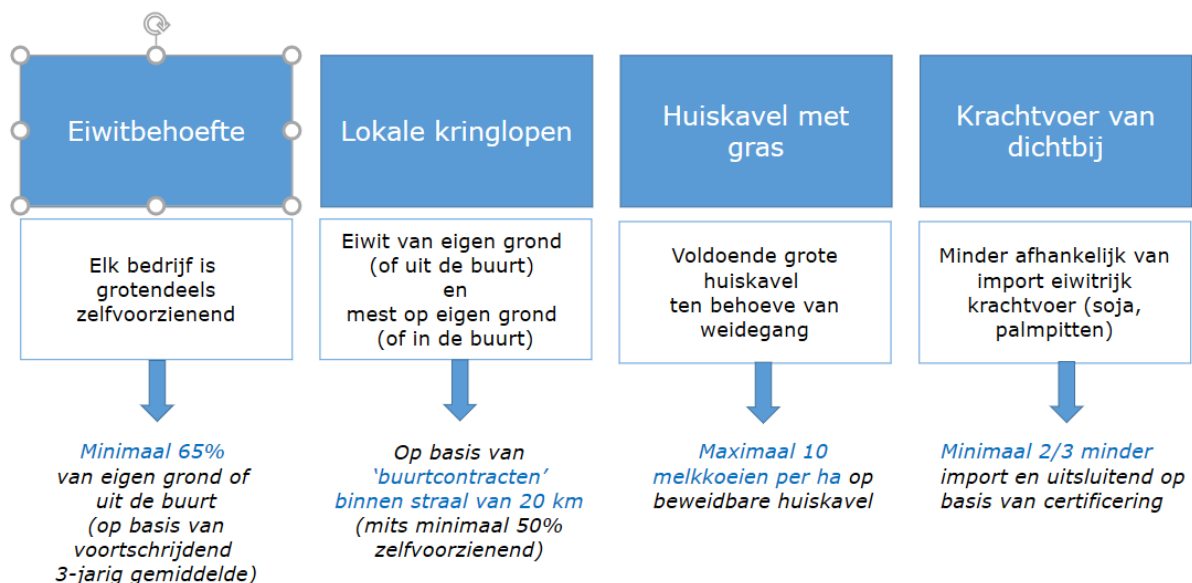 Eiwitbehoefte
Elk bedrijf is
grotendeels
zelfvoorzienend
Minimaal 65%
van eigen grond of
uit de buurt
(op basis van
voortschrijdend
3-jarig gemiddelde)
Lokale kringlopen
Eiwit van eigen grond
(of uit de buurt)
en
mest op eigen grond
(of in de buurt)
Op basis van
‘buurtcontracten’
binnen straal van 20 km
(mits minimaal 50%
zelfvoorzienend)
Huiskavel met
gras
Voldoende grote
huiskavel
ten behoeve van
weidegang
Maximaal 10
melkkoeien per ha op
beweidbare huiskavel
Krachtvoer van
dichtbij
Minder afhankelijk van
import eiwitrijk
krachtvoer (soja,
palmpitten)
Minimaal 2/3 minder
import en uitsluitend op
basis van certificering